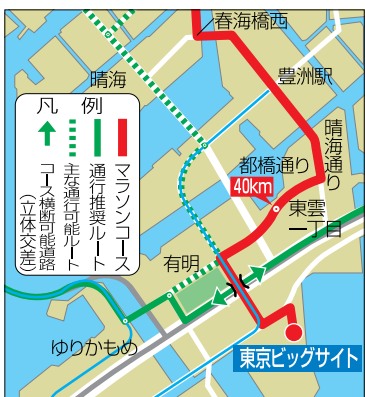 春海橋西
晴海
豊洲駅
凡例
マラソンコース
通行推奨ルート
主な通行可能ルート
コース横断可能道路
(立体交差)
晴海通り
都橋通り
40km
東雲
一丁目
有明
ゆりかもめ
東京ビッグサイト